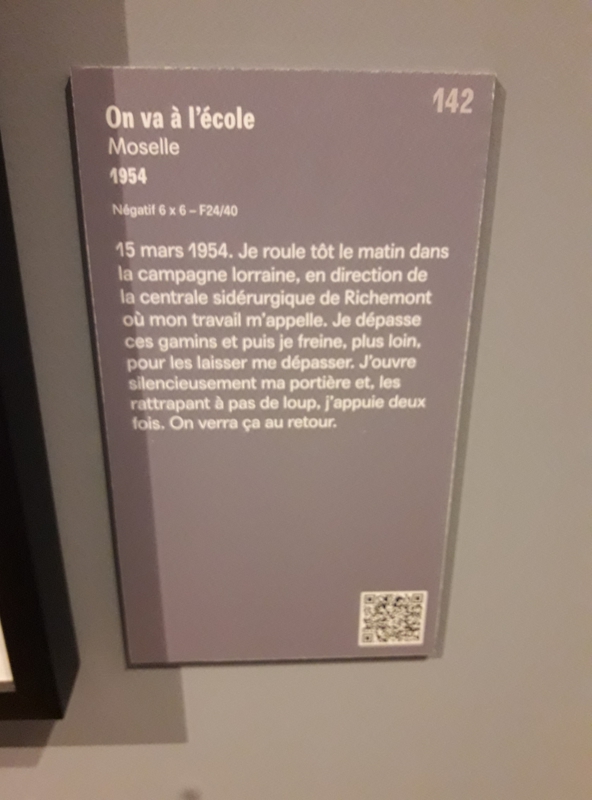 142
On va à l'école
Moselle
1954
Négatif 6 x 6 – F24/40
15 mars 1954. Je roule tôt le matin dans
la campagne lorraine, en direction de
la centrale sidérurgique de Richemont
où mon travail m'appelle. Je dépasse
ces gamins et puis je freine, plus loin,
pour les laisser me dépasser. J'ouvre
silencieusement ma portière et, les
rattrapant à pas de loup, j'appuie deux
fois. On verra ça au retour.